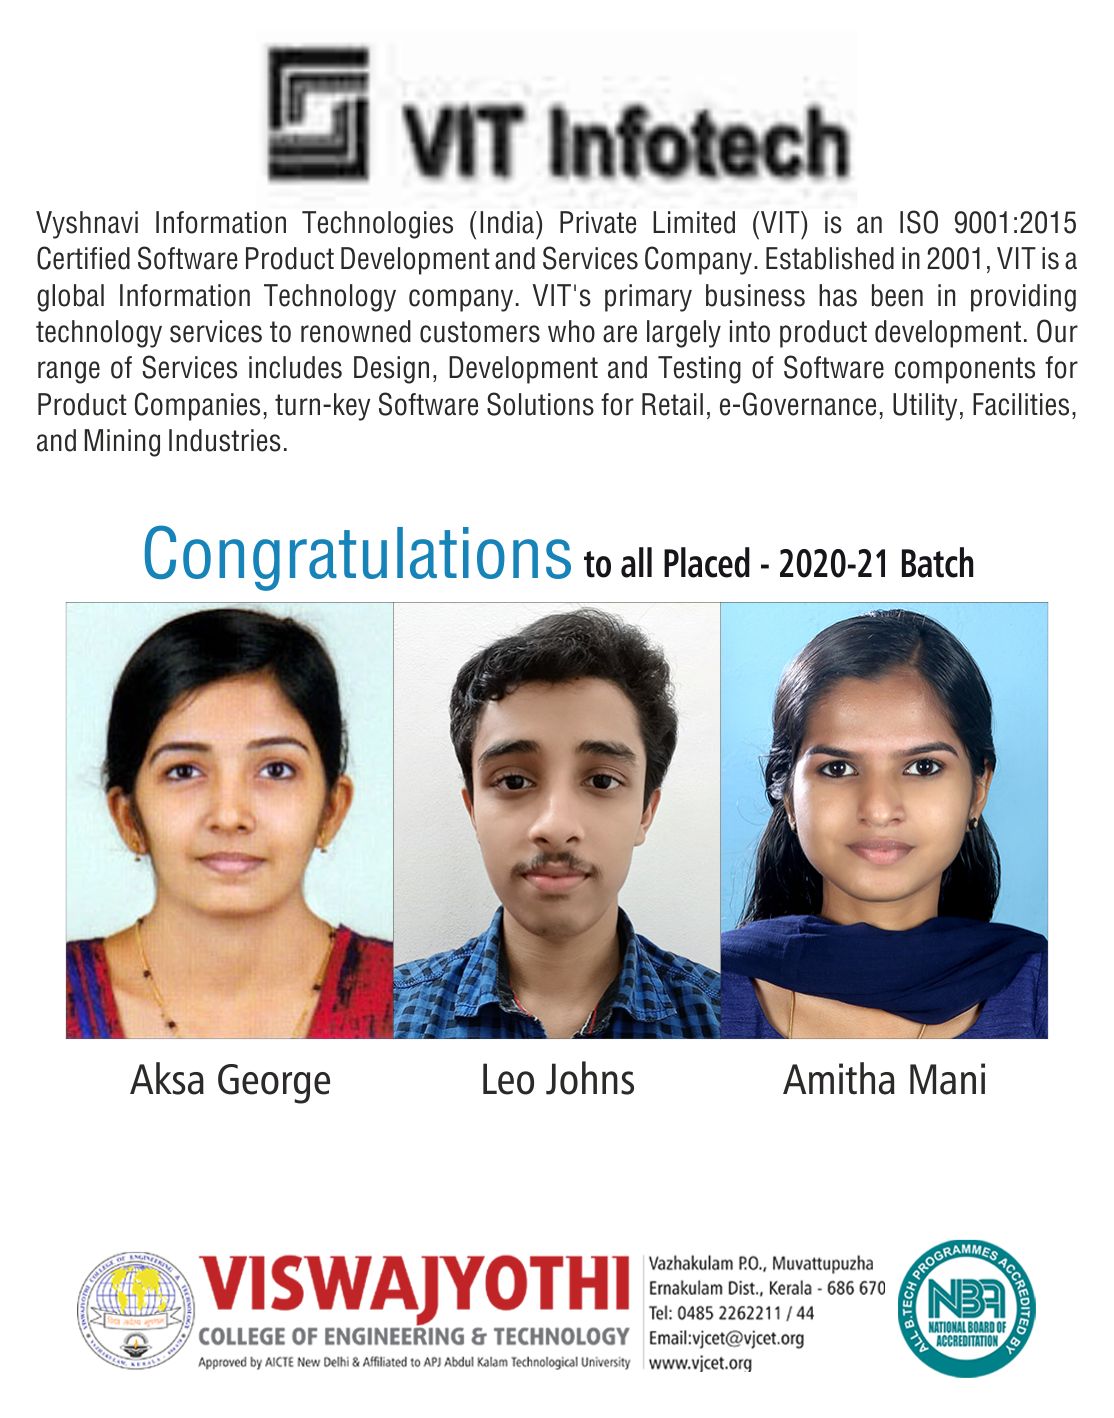 VIT Infotech
Vyshnavi Information Technologies (India) Private Limited (VIT) is an ISO 9001:2015
Certified Software Product Development and Services Company. Established in 2001, VIT is a
global Information Technology company. VIT's primary business has been in providing
technology services to renowned customers who are largely into product development. Our
range of Services includes Design, Development and Testing of Software components for
Product Companies, turn-key Software Solutions for Retail, e-Governance, Utility, Facilities,
and Mining Industries.
Congratulations to all Placed - 2020-21 Batch
Aksa George
Leo Johns
Amitha Mani
VISWAJYOTHI
COLLEGE OF ENGINEERING & TECHNOLOGY
Approved by AICTE New Delhi & Affiliated to APJ Abdul Kalam Technological University
Vazhakulam P.O., Muvattupuzha
Ernakulam Dist., Kerala - 686 670
Tel: 0485 2262211 / 44
Email:vjcet@vjcet.org
www.vjcet.org
ALL B.TECH PROGRAMMES ACCREDITED BY
NBA
NATIONAL BOARD OF
ACCREDITATION